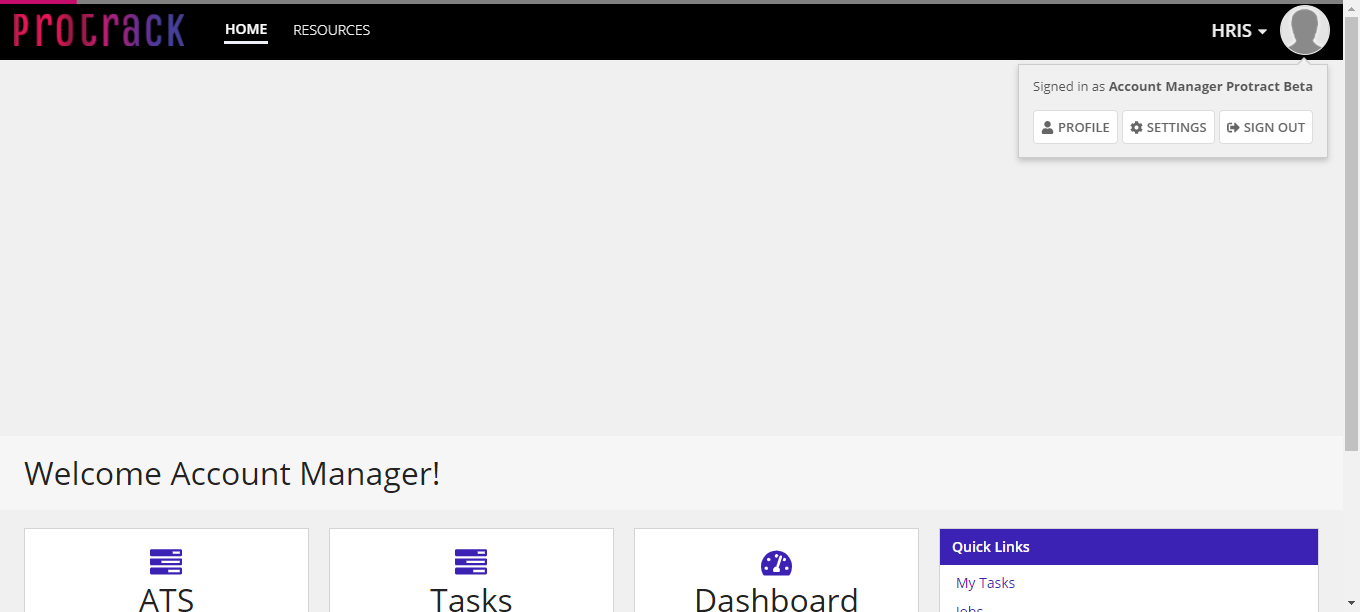 Protrack
HOME
RESOURCES
HRIS
Signed in as Account Manager Protract Beta
PROFILE
SETTINGS
SIGN OUT
Welcome Account Manager!
ATS
Tasks
Dashboard
Quick Links
My Tasks
Jobs